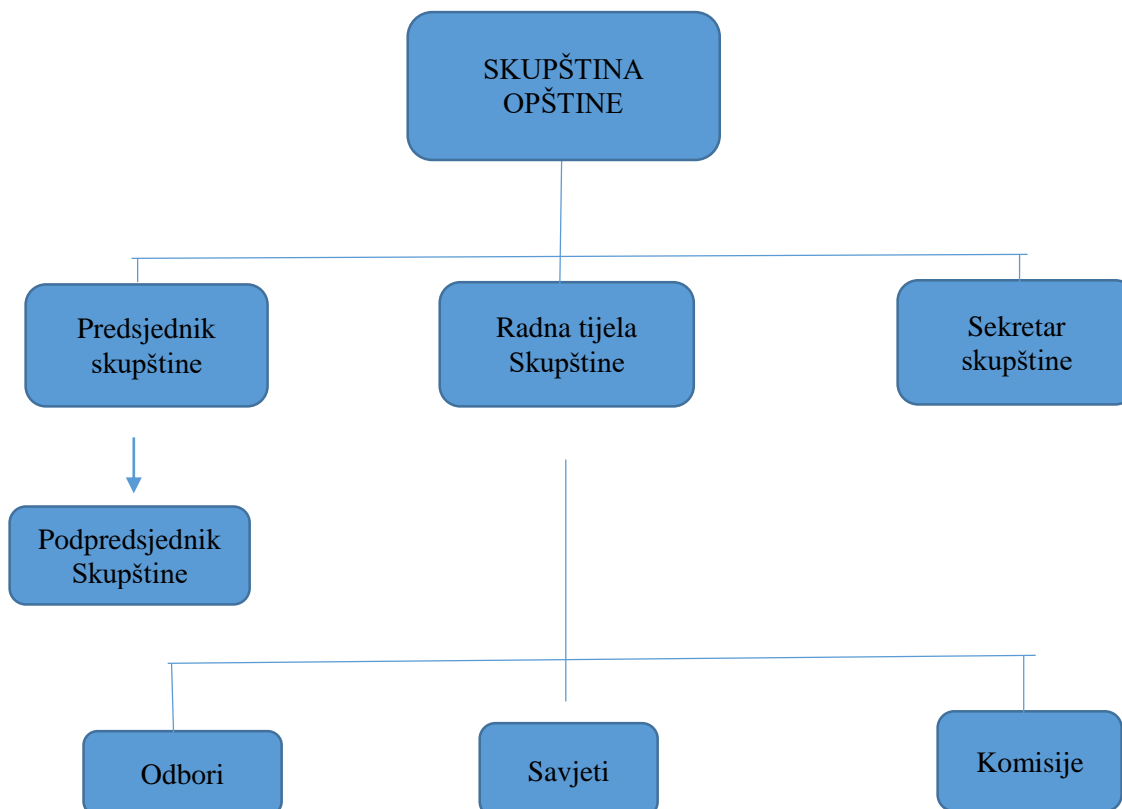 SKUPŠTINA
OPŠTINE
Predsjednik
skupštine
Radna tijela
Skupštine
Sekretar
skupštine
Podpredsjednik
Skupštine
Odbori
Savjeti
Komisije